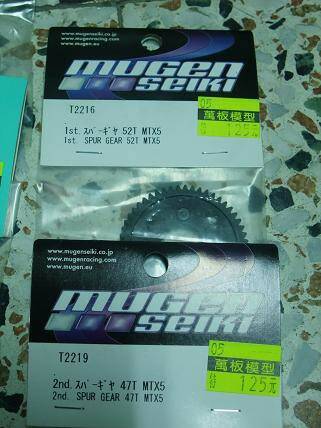 www.mugenseiki.co.jp
www.mugenracing.com
www.mugen.eu
mugen
SEIKI
T2216
1st. スパーギヤ 52T MTX5
1st. SPUR GEAR 52T MTX5
05
萬板模型
125元
www.mugenseiki.co.jp
www.mugenracing.com
www.mugen.eu
mugen
SEIKI
T2219
2nd. スパーギヤ 47T MTX5
2nd. SPUR GEAR 47T MTX5
05
萬板模型
特 125元